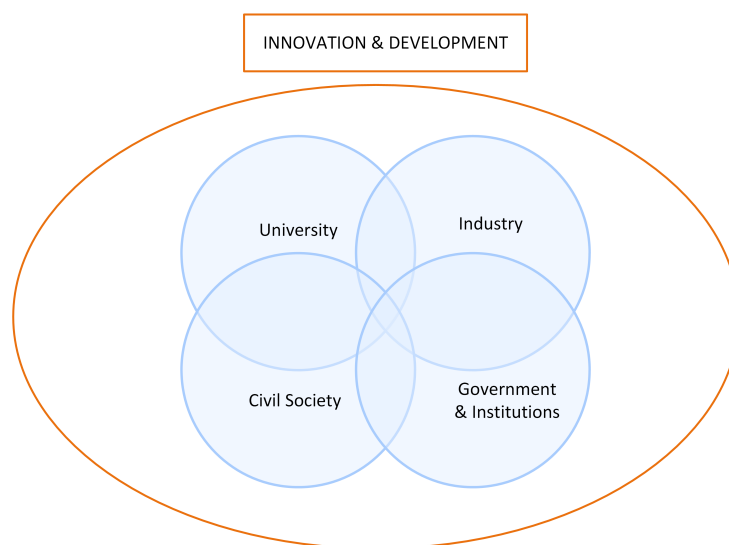 INNOVATION & DEVELOPMENT
University
Industry
Civil Society
Government
& Institutions